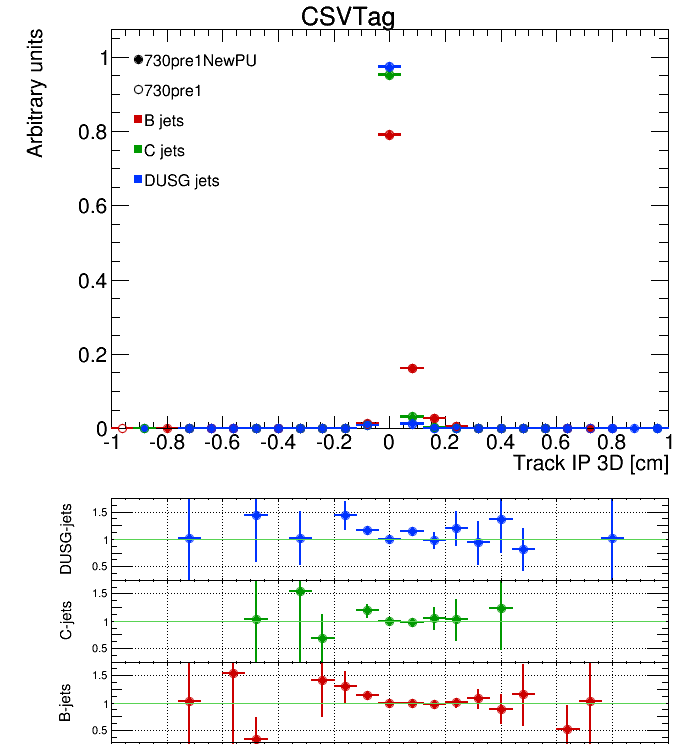 CSVTag
Arbitrary units
730pre1NewPU
730pre1
B jets
C jets
DUSG jets
1
0.8
0.6
0.4
0.2
0
-1 -0.8 -0.6 -0.4 -0.2 0 0.2 0.4 0.6 0.8 1
Track IP 3D [cm]
DUSG-jets
1.5
1
0.5
C-jets
1.5
1
0.5
B-jets
1.5
1
0.5